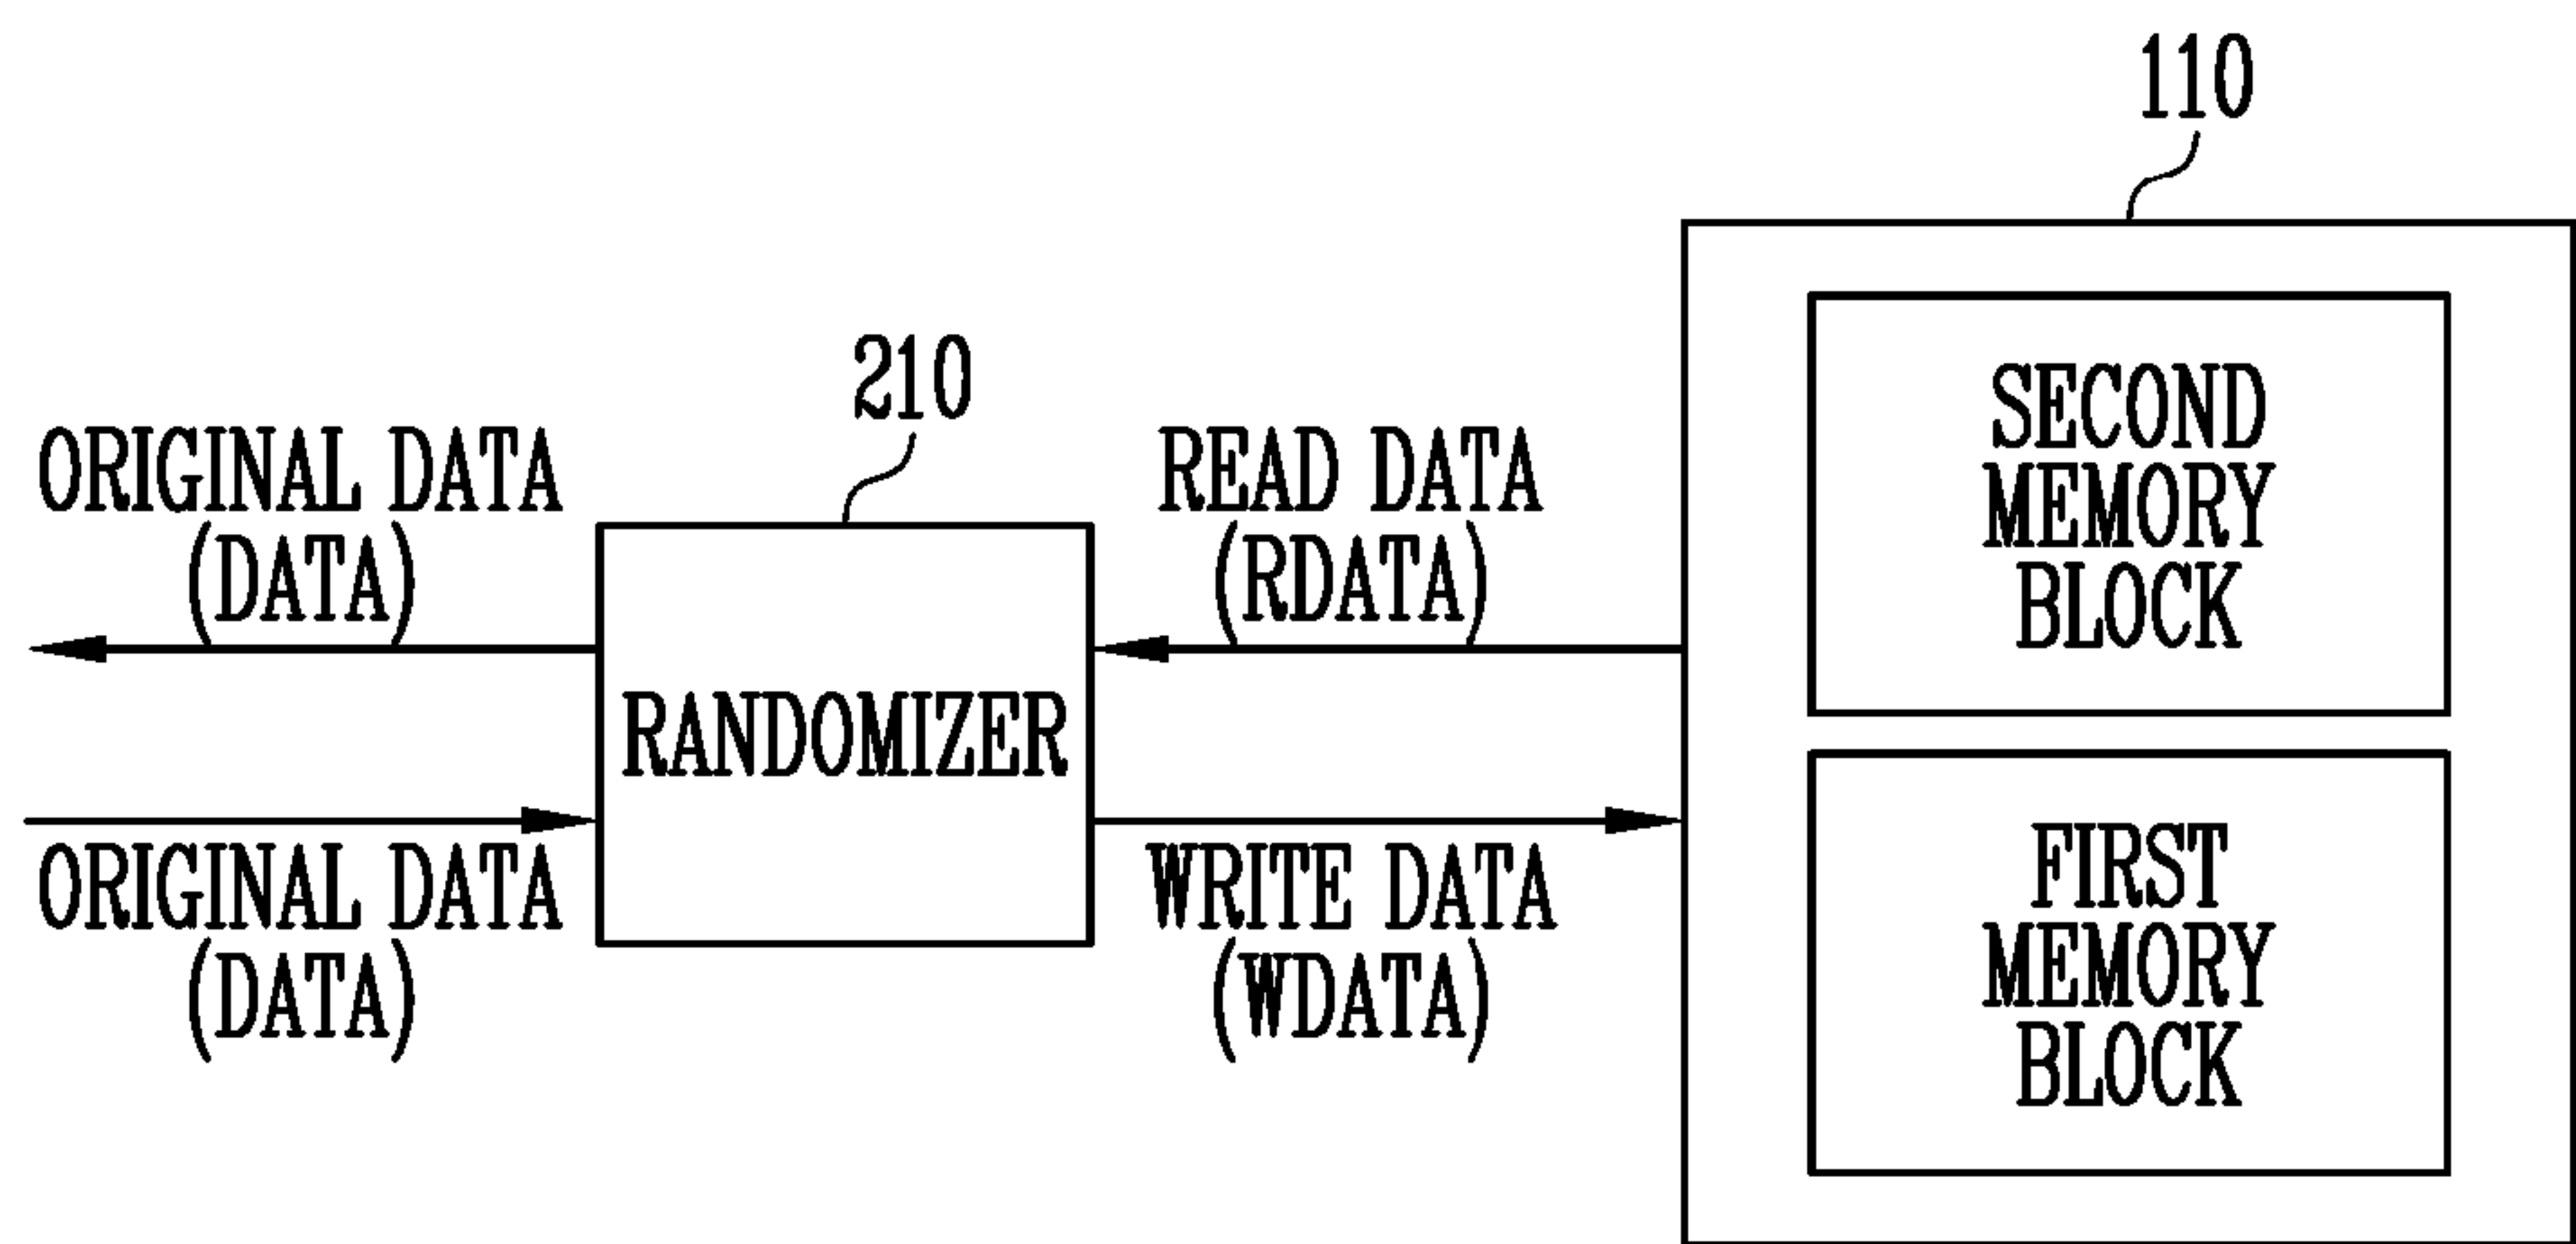 110
210
ORIGINAL DATA
(DATA)
READ DATA
(RDATA)
SECOND
MEMORY
BLOCK
RANDOMIZER
ORIGINAL DATA
(DATA)
WRITE DATA
(WDATA)
FIRST
MEMORY
BLOCK